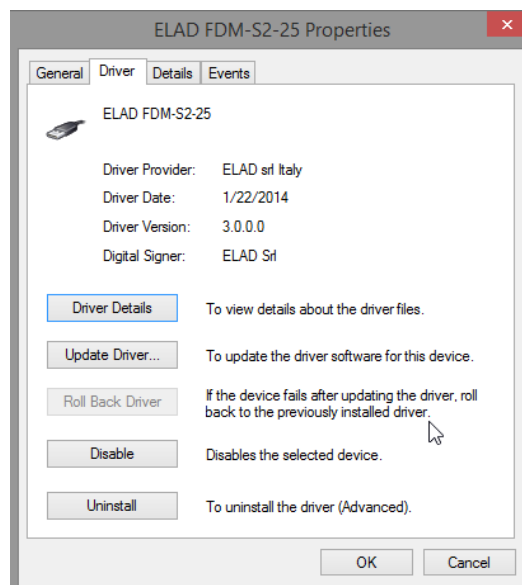 ELAD FDM-S2-25 Properties
General Driver Details Events
ELAD FDM-S2-25
Driver Provider: ELAD srl Italy
Driver Date: 1/22/2014
Driver Version: 3.0.0.0
Digital Signer: ELAD Srl
Driver Details To view details about the driver files.
Update Driver... To update the driver software for this device.
Roll Back Driver If the device fails after updating the driver, roll
back to the previously installed driver.
Disable Disables the selected device.
Uninstall To uninstall the driver (Advanced).
OK Cancel